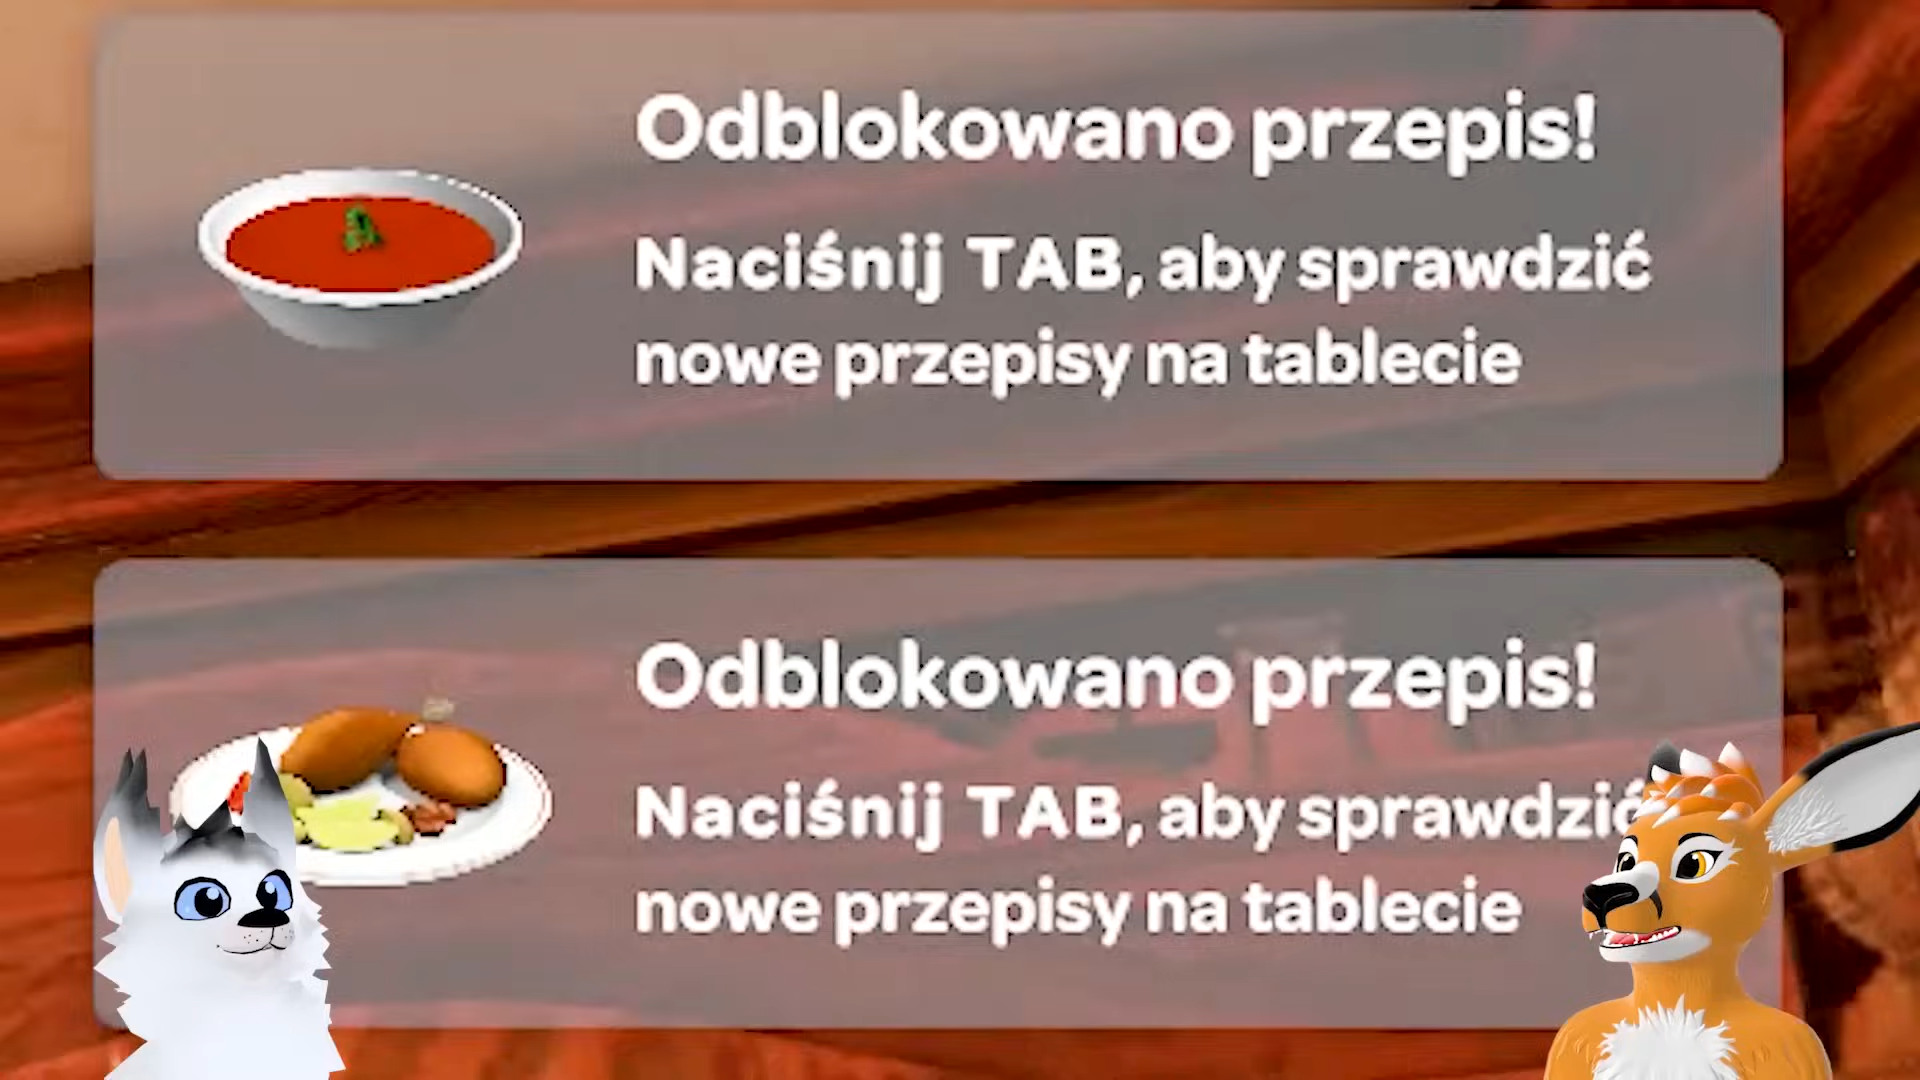 Odblokowano przepis!
Naciśnij TAB, aby sprawdzić
nowe przepisy na tablecie
Odblokowano przepis!
Naciśnij TAB, aby sprawdzić
nowe przepisy na tablecie